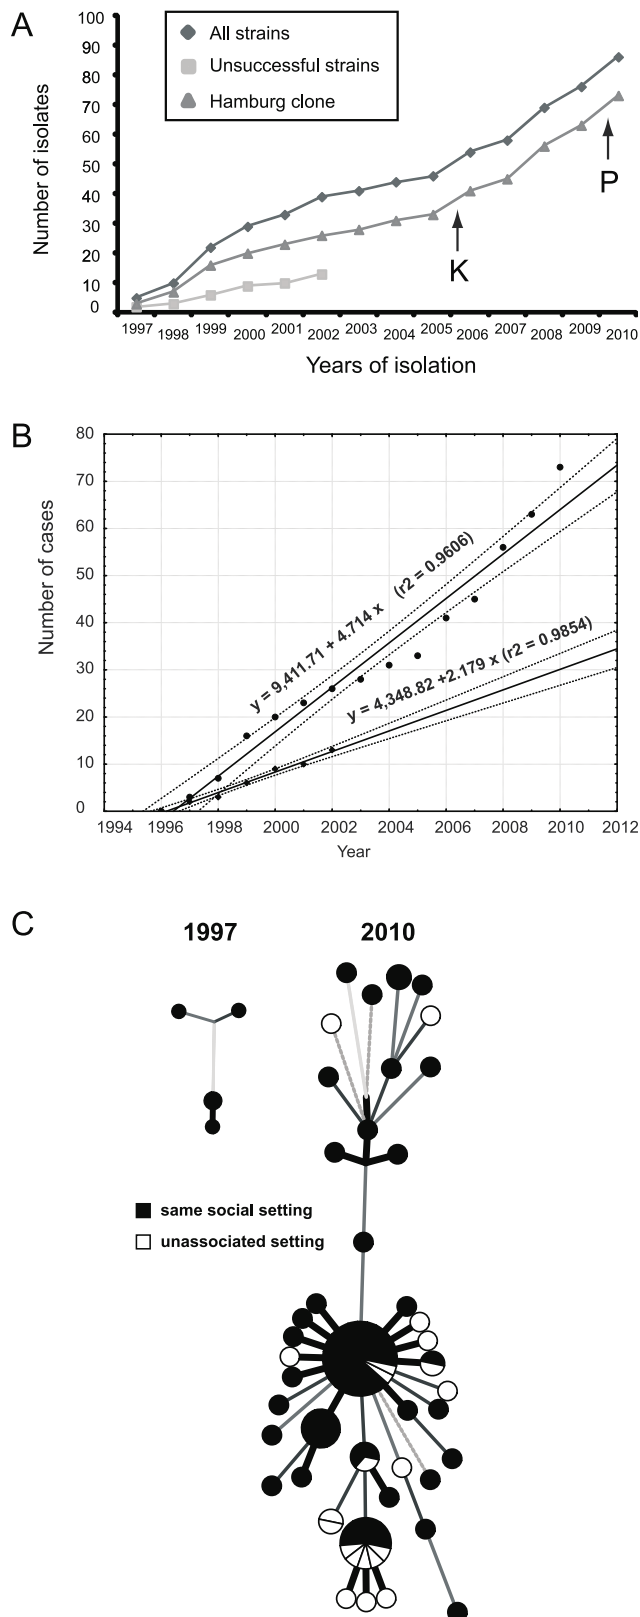 A
All strains
Unsuccessful strains
Hamburg clone
Number of isolates
100
90
80
70
60
50
40
30
20
10
0
K
P
1997 1998 1999 2000 2001 2002 2003 2004 2005 2006 2007 2008 2009 2010
Years of isolation
B
Number of cases
80
70
60
50
40
30
20
10
0
y = 9,411.71 + 4.714 x (r2 = 0.9606)
y = 4,348.82 +2.179 x (r2 = 0.9854)
1994 1996 1998 2000 2002 2004 2006 2008 2010 2012
Year
C
1997 2010
same social setting
unassociated setting